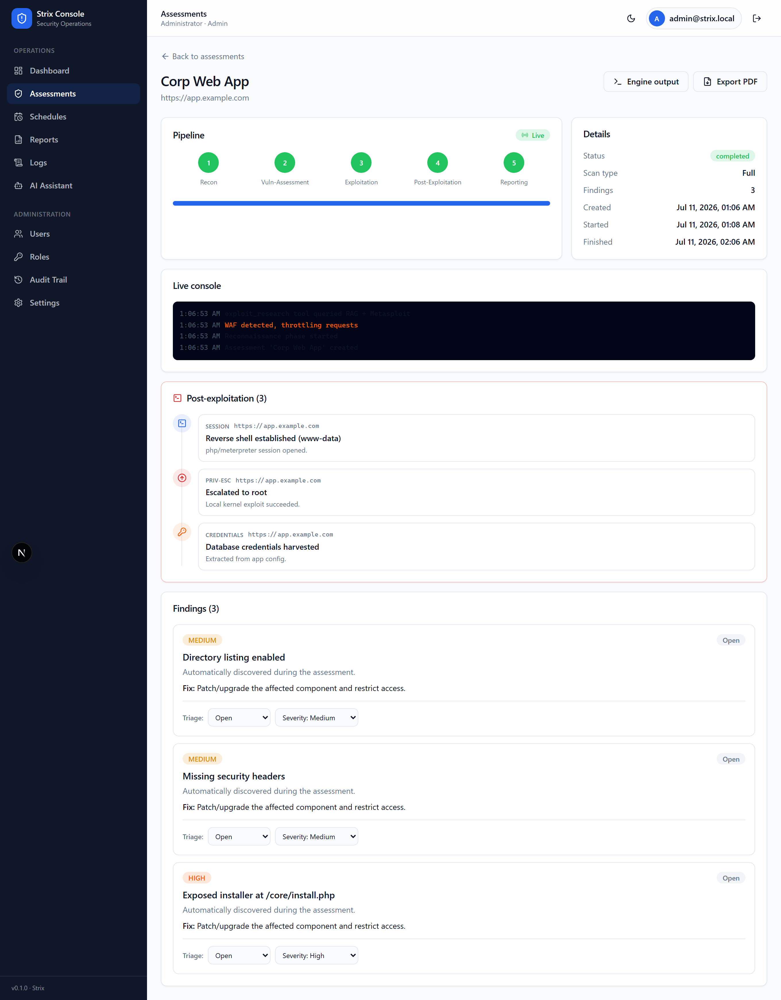 Strix Console
Security Operations
OPERATIONS
Dashboard
Assessments
Schedules
Reports
Logs
AI Assistant
ADMINISTRATION
Users
Roles
Audit Trail
Settings
N
v0.1.0 · Strix
Assessments
Administrator · Admin
A admin@strix.local
Back to assessments
Corp Web App
https://app.example.com
Engine output
Export PDF
Pipeline
Live
1 2 3 4 5
Recon Vuln-Assessment Exploitation Post-Exploitation Reporting
Details
Status completed
Scan type Full
Findings 3
Created Jul 11, 2026, 01:06 AM
Started Jul 11, 2026, 01:08 AM
Finished Jul 11, 2026, 02:06 AM
Live console
1:06:53 AM exploit_research tool queried RAG + Metasploit
1:06:53 AM WAF detected, throttling requests
1:06:53 AM Reconnaissance phase started
1:06:53 AM Assessment 'Corp Web App' created
Post-exploitation (3)
SESSION https://app.example.com
Reverse shell established (www-data)
php/meterpreter session opened.
PRIV-ESC https://app.example.com
Escalated to root
Local kernel exploit succeeded.
CREDENTIALS https://app.example.com
Database credentials harvested
Extracted from app config.
Findings (3)
MEDIUM Open
Directory listing enabled
Automatically discovered during the assessment.
Fix: Patch/upgrade the affected component and restrict access.
Triage: Open Severity: Medium
MEDIUM Open
Missing security headers
Automatically discovered during the assessment.
Fix: Patch/upgrade the affected component and restrict access.
Triage: Open Severity: Medium
HIGH Open
Exposed installer at /core/install.php
Automatically discovered during the assessment.
Fix: Patch/upgrade the affected component and restrict access.
Triage: Open Severity: High